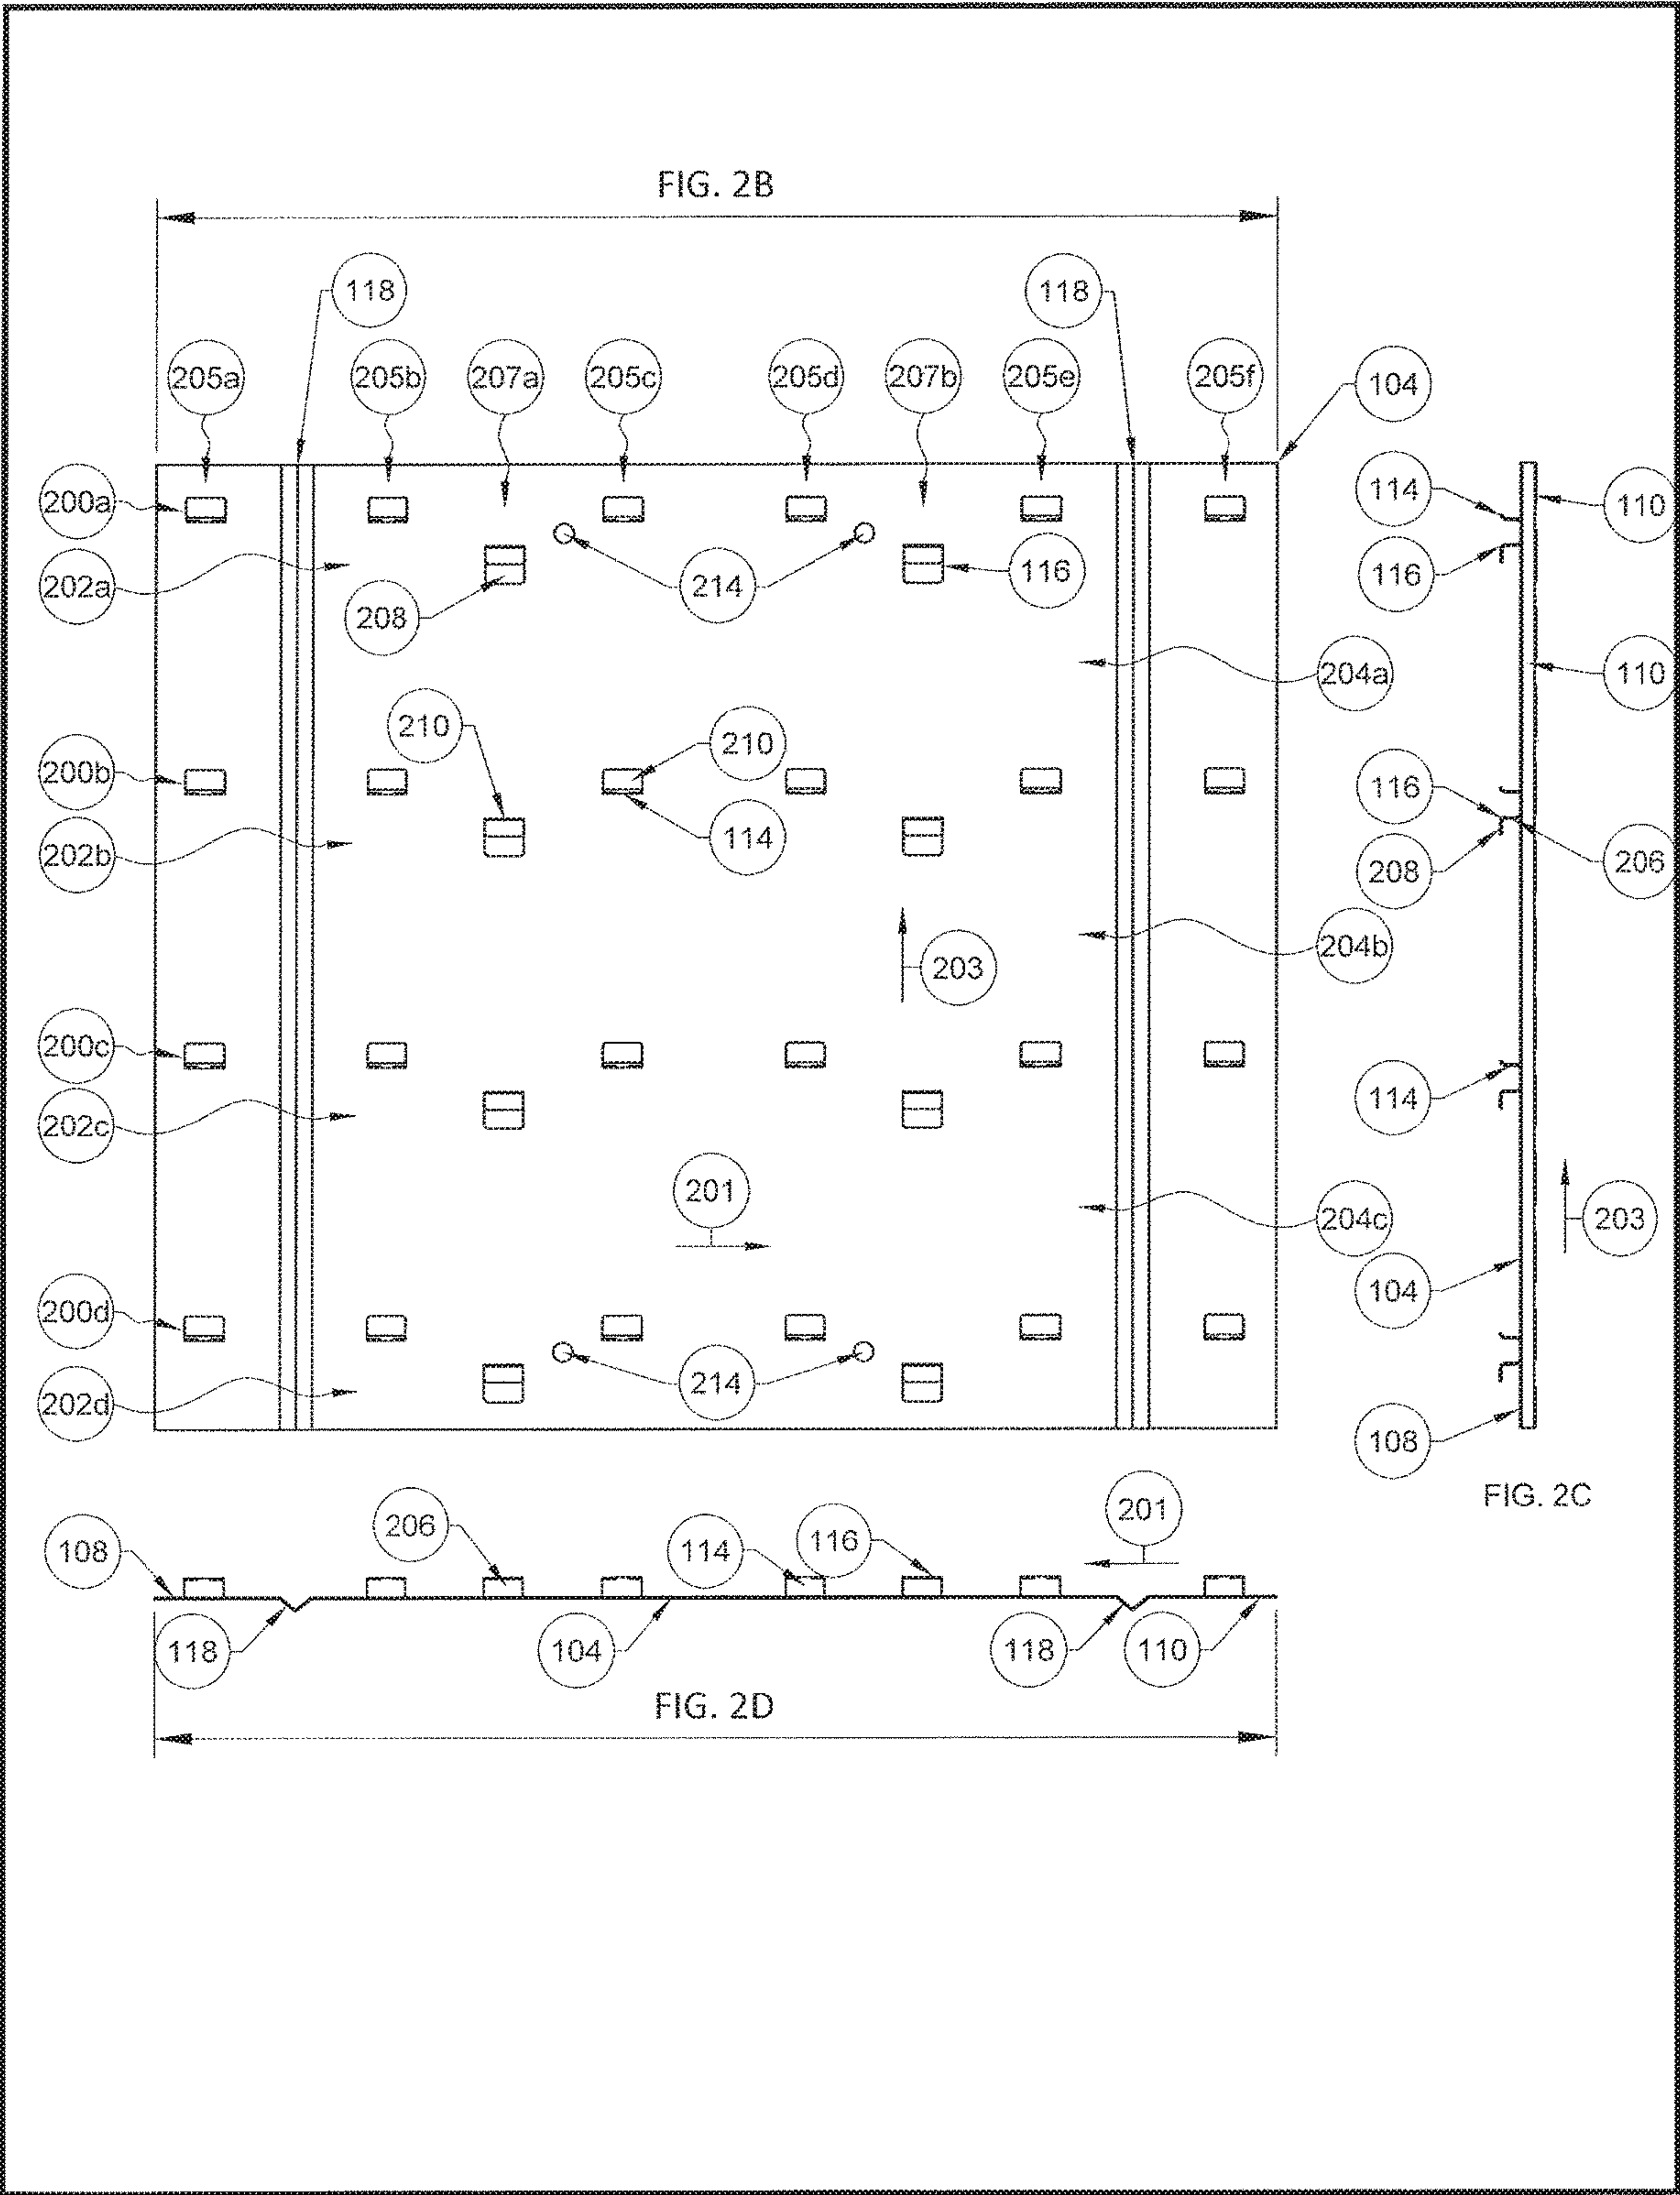 FIG. 2B
118 118
205a 205b 207a 205c 205d 207b 205e 205f 104
200a 114 110
202a 208 214 116 116
204a 110
210 210
200b 114 116
202b 208 206
203 204b
200c 114
202c
201 204c 203
200d 104
202d 214
108
FIG. 2C
108 206 114 116 201
118 104 118 110
FIG. 2D